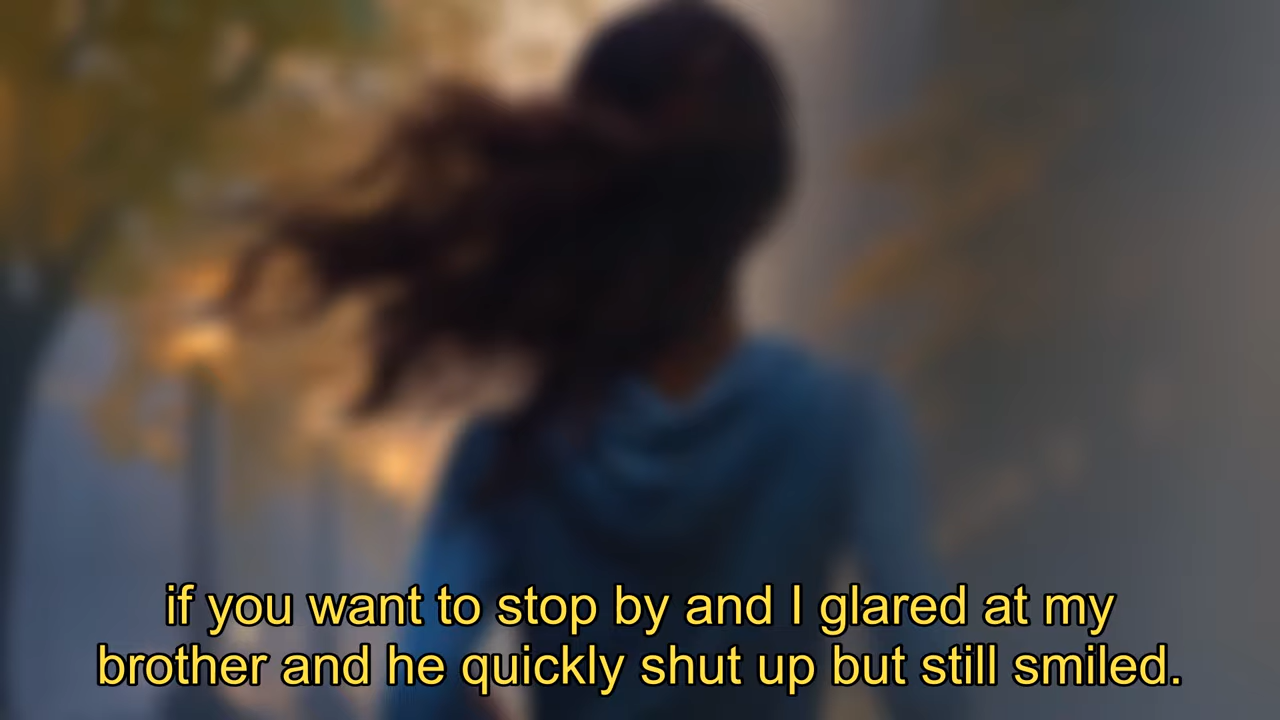 if you want to stop by and I glared at my
brother and he quickly shut up but still smiled.